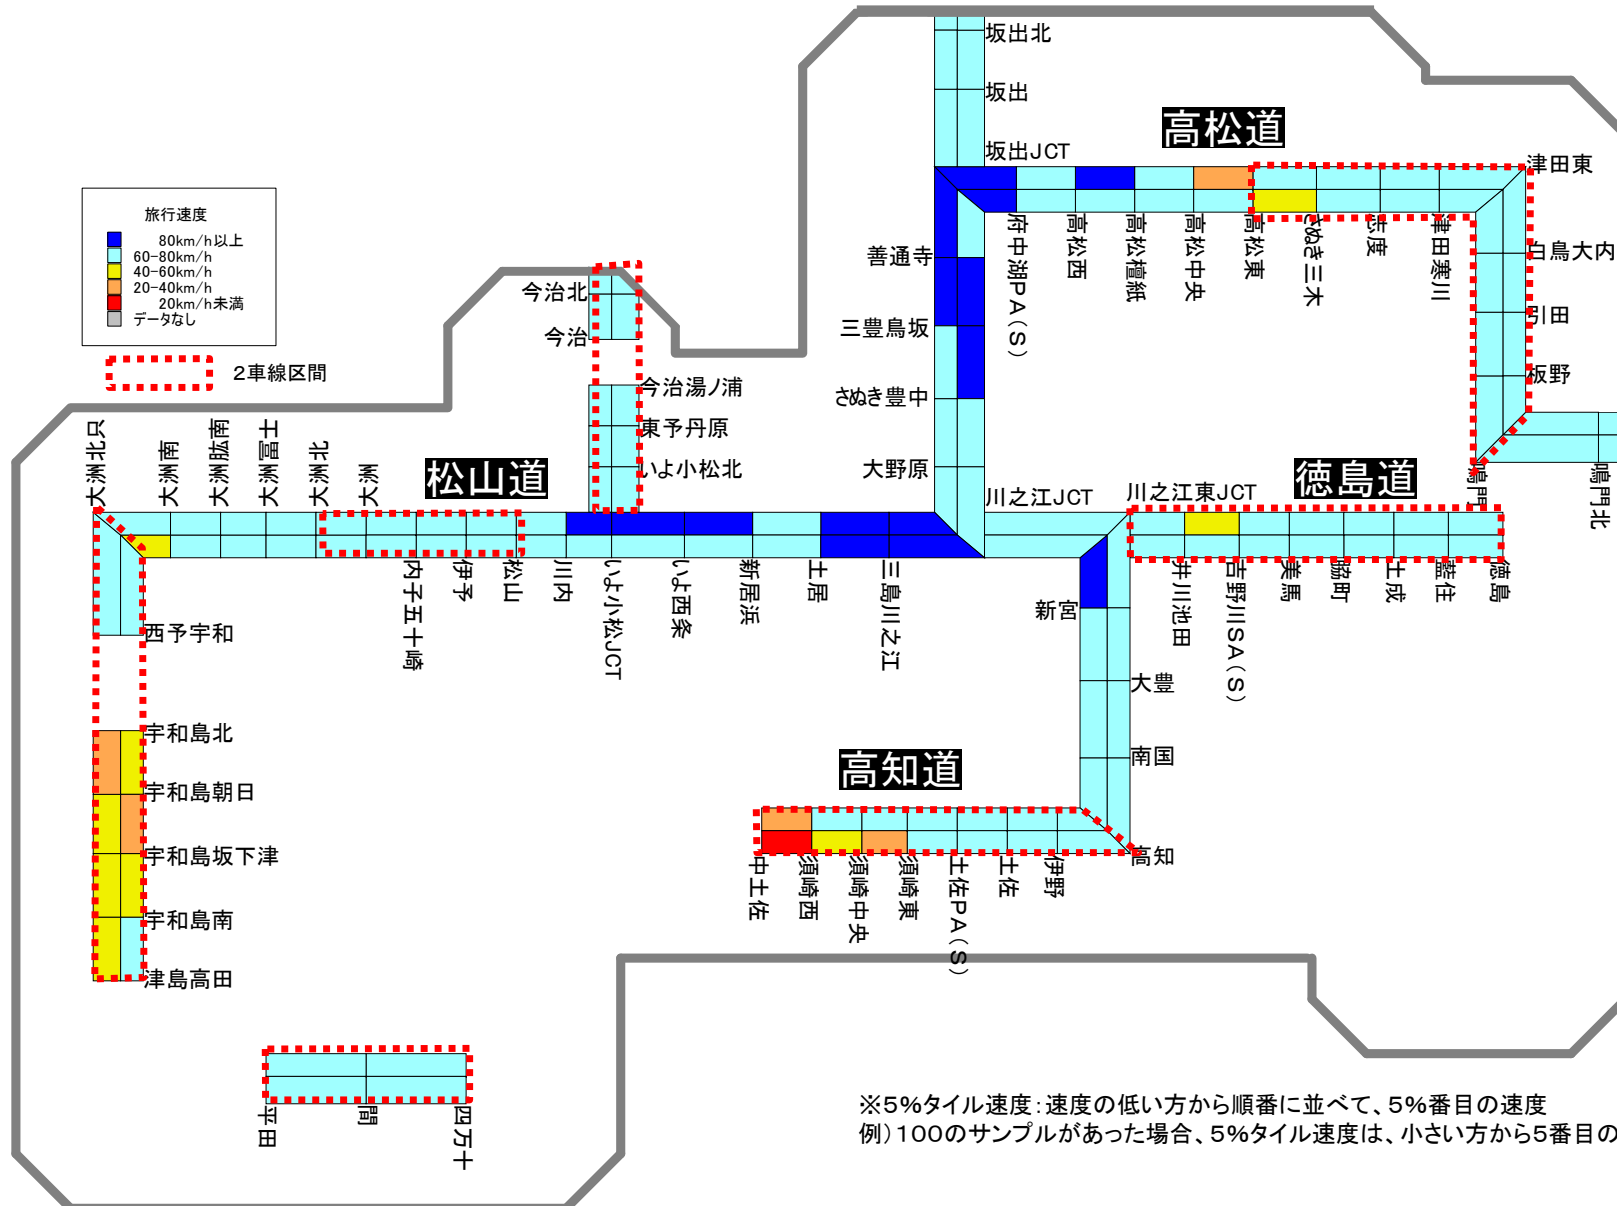 坂出北
坂出
坂出JCT
高松道
津田東
白鳥大内
引田
板野
鳴門
鳴門北
府中湖PA(S)
高松西
高松檀紙
高松中央
高松東
さぬき三木
志度
津田寒川
旅行速度
80km/h以上
60-80km/h
40-60km/h
20-40km/h
20km/h未満
データなし
2車線区間
善通寺
三豊鳥坂
さぬき豊中
大野原
川之江JCT
今治北
今治
今治湯ノ浦
東予丹原
いよ小松北
大洲北只
大洲南
大洲肱南
大洲冨士
大洲北
大洲
松山道
内子五十崎
伊予
松山
川内
いよ小松JCT
いよ西条
新居浜
土居
三島川之江
川之江東JCT
徳島道
井川池田
吉野川SA(S)
美馬
脇町
土成
藍住
徳島
新宮
大豊
南国
高知
高知道
中土佐
須崎西
須崎中央
須崎東
土佐PA(S)
土佐
伊野
西予宇和
宇和島北
宇和島朝日
宇和島坂下津
宇和島南
津島高田
平田
間
四万十
※5%タイル速度:速度の低い方から順番に並べて、5%番目の速度
例)100のサンプルがあった場合、5%タイル速度は、小さい方から5番目の